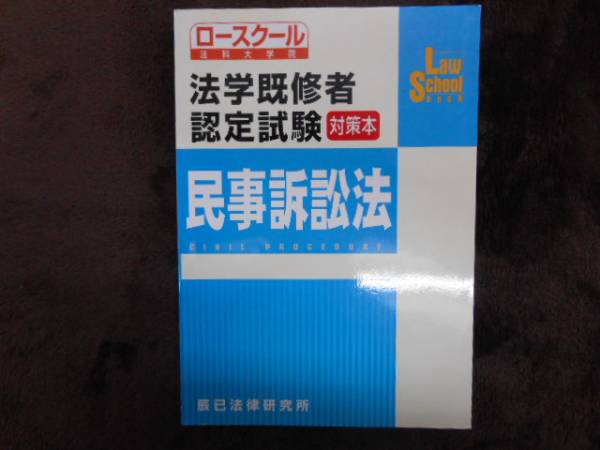 ロースクール
法科大学院
Law
School
BOOK
法学既修者
認定試験 対策本
民事訴訟法
CIVIL PROCEDURE
辰已法律研究所